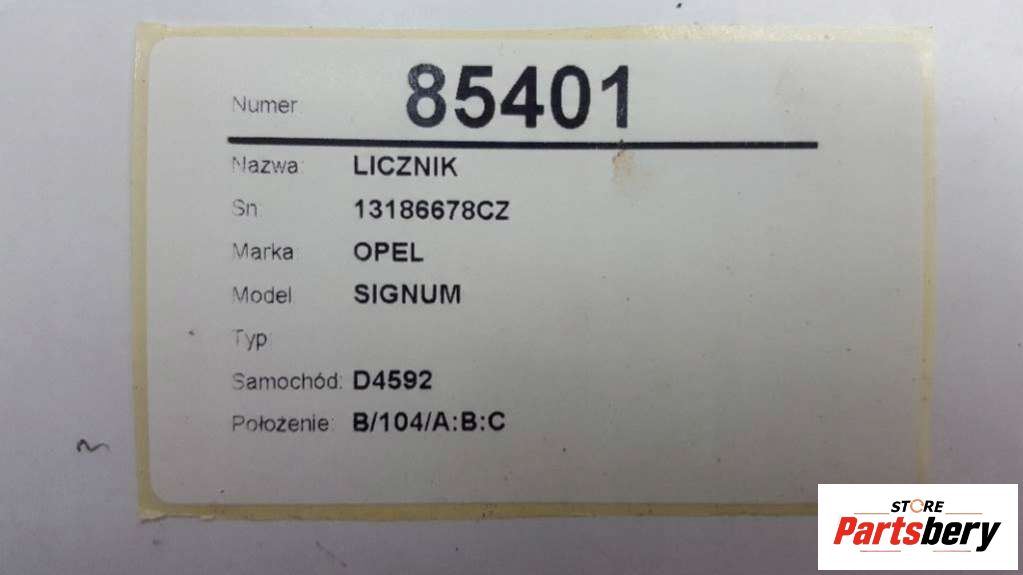 Numer 85401
Nazwa: LICZNIK
Sn: 13186678CZ
Marka OPEL
Model SIGNUM
Typ
Samochód: D4592
Położenie: B/104/A:B:C
STORE
Partsbery